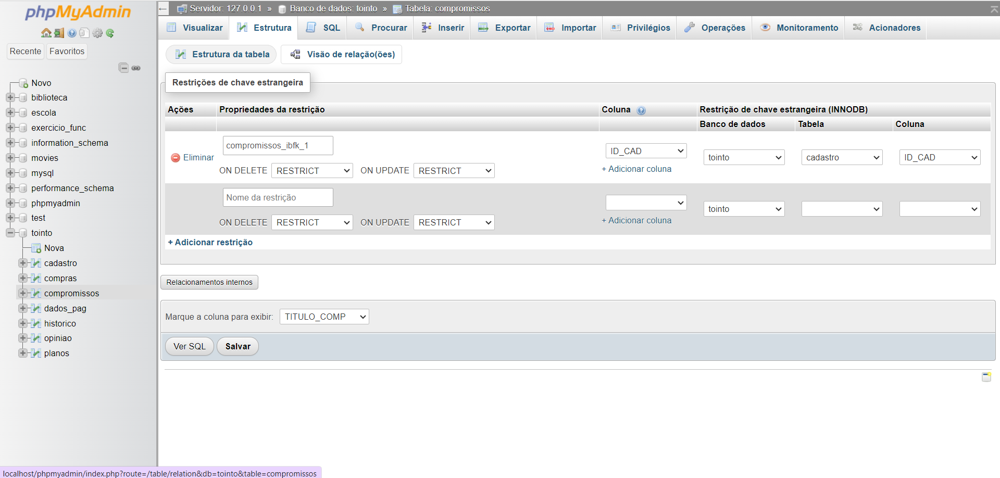 phpMyAdmin
Recente Favoritos
Novo
biblioteca
escola
exercicio_func
information_schema
movies
mysql
performance_schema
phpmyadmin
test
tointo
Nova
cadastro
compras
compromissos
dados_pag
historico
opiniao
planos
Servidor: 127.0.0.1 » Banco de dados: tointo » Tabela: compromissos
Visualizar Estrutura SQL Procurar Inserir Exportar Importar Privilégios Operações Monitoramento Acionadores
Estrutura da tabela Visão de relação(ões)
Restrições de chave estrangeira
Ações Propriedades da restrição Coluna Restrição de chave estrangeira (INNODB)
Banco de dados Tabela Coluna
Eliminar compromissos_ibfk_1 ID_CAD tointo cadastro ID_CAD
ON DELETE RESTRICT ON UPDATE RESTRICT + Adicionar coluna
Nome da restrição tointo
ON DELETE RESTRICT ON UPDATE RESTRICT + Adicionar coluna
+ Adicionar restrição
Relacionamentos internos
Marque a coluna para exibir: TITULO_COMP
Ver SQL Salvar
localhost/phpmyadmin/index.php?route=/table/relation&db=tointo&table=compromissos